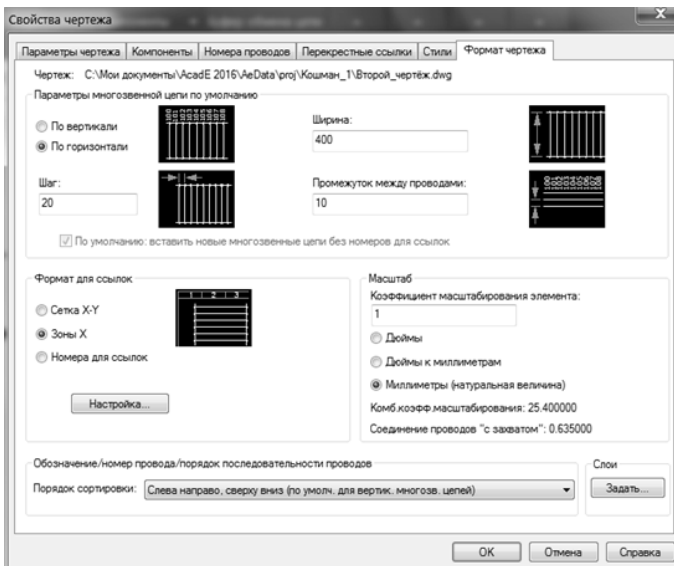 Свойства чертежа
Параметры чертежа Компоненты Номера проводов Перекрестные ссылки Стили Формат чертежа
Чертеж: C:\Мои документы\AcadE 2016\AeData\proj\Кошман_1\Второй_чертёж.dwg
Параметры многозвенной цепи по умолчанию
По вертикали
По горизонтали
Ширина:
400
Шаг:
20
Промежуток между проводами:
10
По умолчанию: вставить новые многозвенные цепи без номеров для ссылок
Формат для ссылок
Сетка X-Y
Зоны X
Номера для ссылок
1 2 3
Настройка...
Масштаб
Коэффициент масштабирования элемента:
1
Дюймы
Дюймы к миллиметрам
Миллиметры (натуральная величина)
Комб.коэфф.масштабирования: 25.400000
Соединение проводов "с захватом": 0.635000
Обозначение/номер провода/порядок последовательности проводов
Порядок сортировки: Слева направо, сверху вниз (по умолч. для вертик. многозв. цепей)
Слои
Задать...
OK Отмена Справка